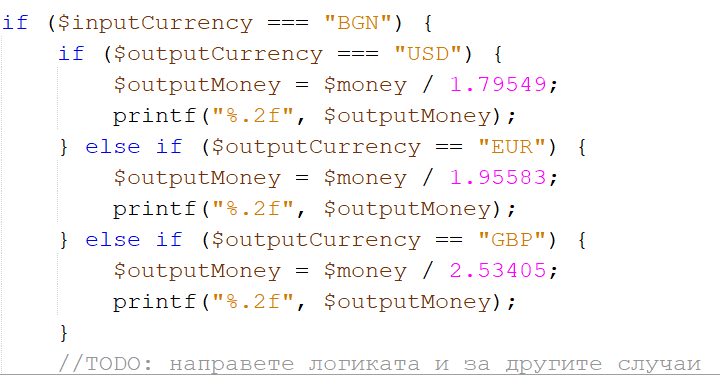 if ($inputCurrency === "BGN") {
    if ($outputCurrency === "USD") {
        $outputMoney = $money / 1.79549;
        printf("%.2f", $outputMoney);
    } else if ($outputCurrency == "EUR") {
        $outputMoney = $money / 1.95583;
        printf("%.2f", $outputMoney);
    } else if ($outputCurrency == "GBP") {
        $outputMoney = $money / 2.53405;
        printf("%.2f", $outputMoney);
    }
    //TODO: направете логиката и за другите случаи